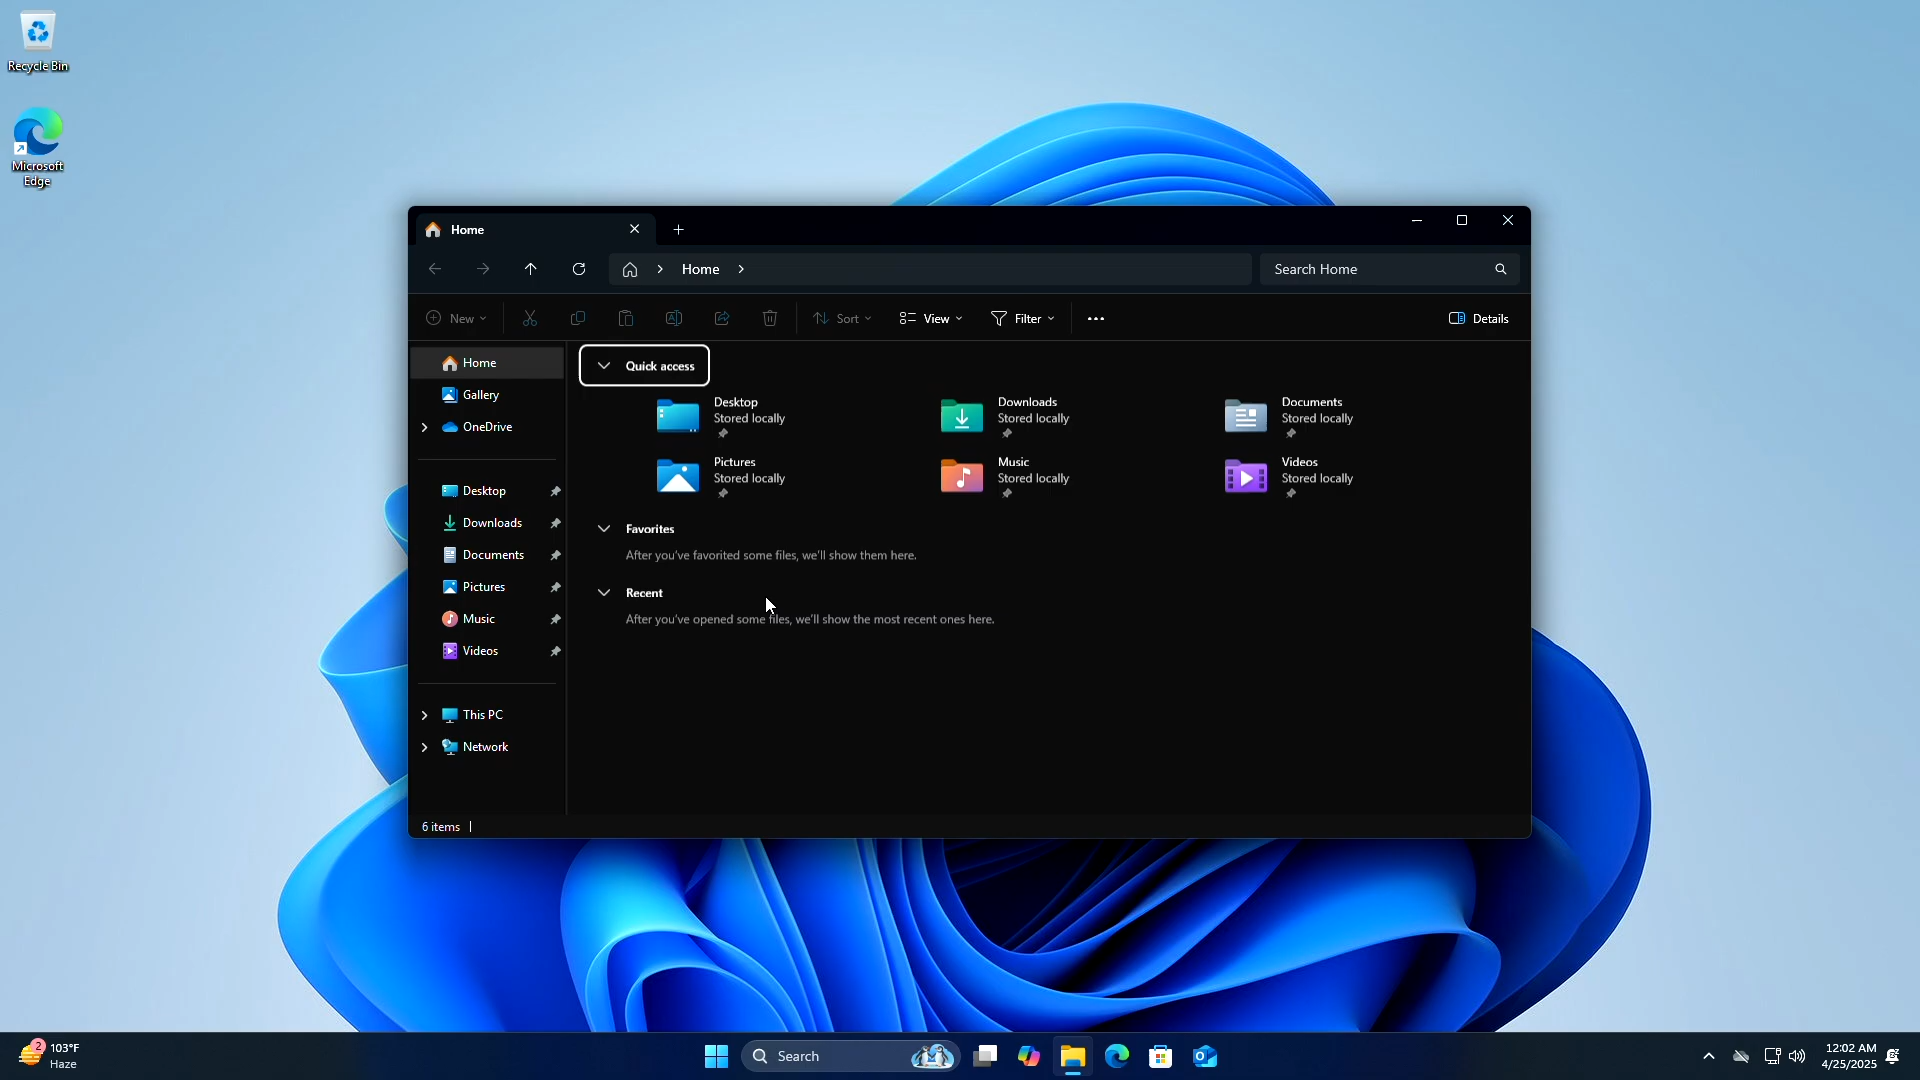 Recycle Bin
Microsoft
Edge
Home
Home
Search Home
New
Sort
View
Filter
Details
Home
Gallery
OneDrive
Desktop
Downloads
Documents
Pictures
Music
Videos
This PC
Network
Quick access
Desktop
Stored locally
Downloads
Stored locally
Documents
Stored locally
Pictures
Stored locally
Music
Stored locally
Videos
Stored locally
Favorites
After you've favorited some files, we'll show them here.
Recent
After you've opened some files, we'll show the most recent ones here.
6 items
2
103°F
Haze
Search
12:02 AM
4/25/2025